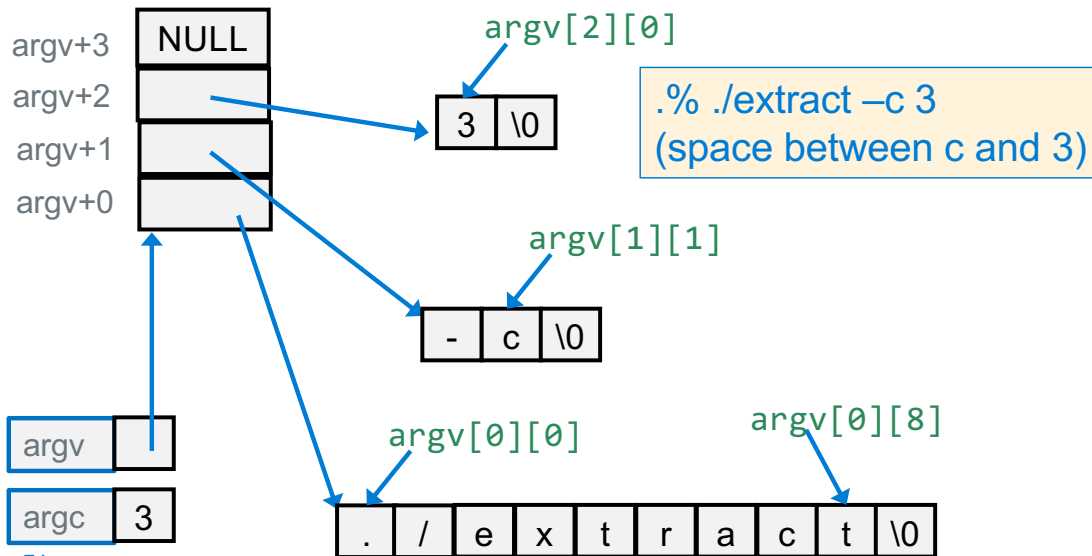 argv+3 NULL
argv[2][0]
argv+2
3 \0
.% ./extract –c 3
(space between c and 3)
argv+1
argv+0
argv[1][1]
- c \0
argv
argv[0][0]
argv[0][8]
argc 3
. / e x t r a c t \0